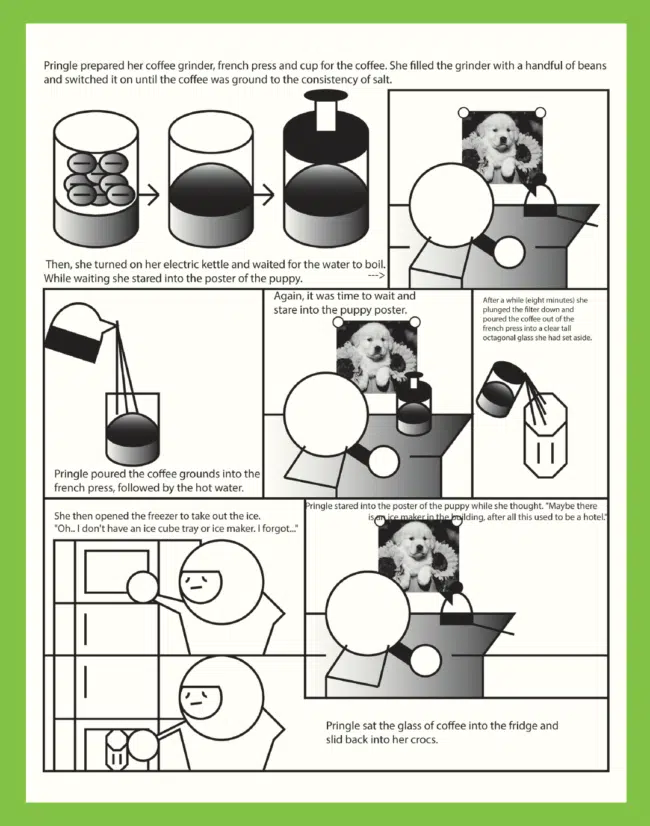 Pringle prepared her coffee grinder, french press and cup for the coffee. She filled the grinder with a handful of beans
and switched it on until the coffee was ground to the consistency of salt.
Then, she turned on her electric kettle and waited for the water to boil.
While waiting she stared into the poster of the puppy.
--->
Pringle poured the coffee grounds into the
french press, followed by the hot water.
Again, it was time to wait and
stare into the puppy poster.
After a while (eight minutes) she
plunged the filter down and
poured the coffee out of the
french press into a clear tall
octagonal glass she had set aside.
She then opened the freezer to take out the ice.
"Oh.. I don't have an ice cube tray or ice maker. I forgot..."
Pringle stared into the poster of the puppy while she thought. "Maybe there
is an ice maker in the building, after all this used to be a hotel."
Pringle sat the glass of coffee into the fridge and
slid back into her crocs.